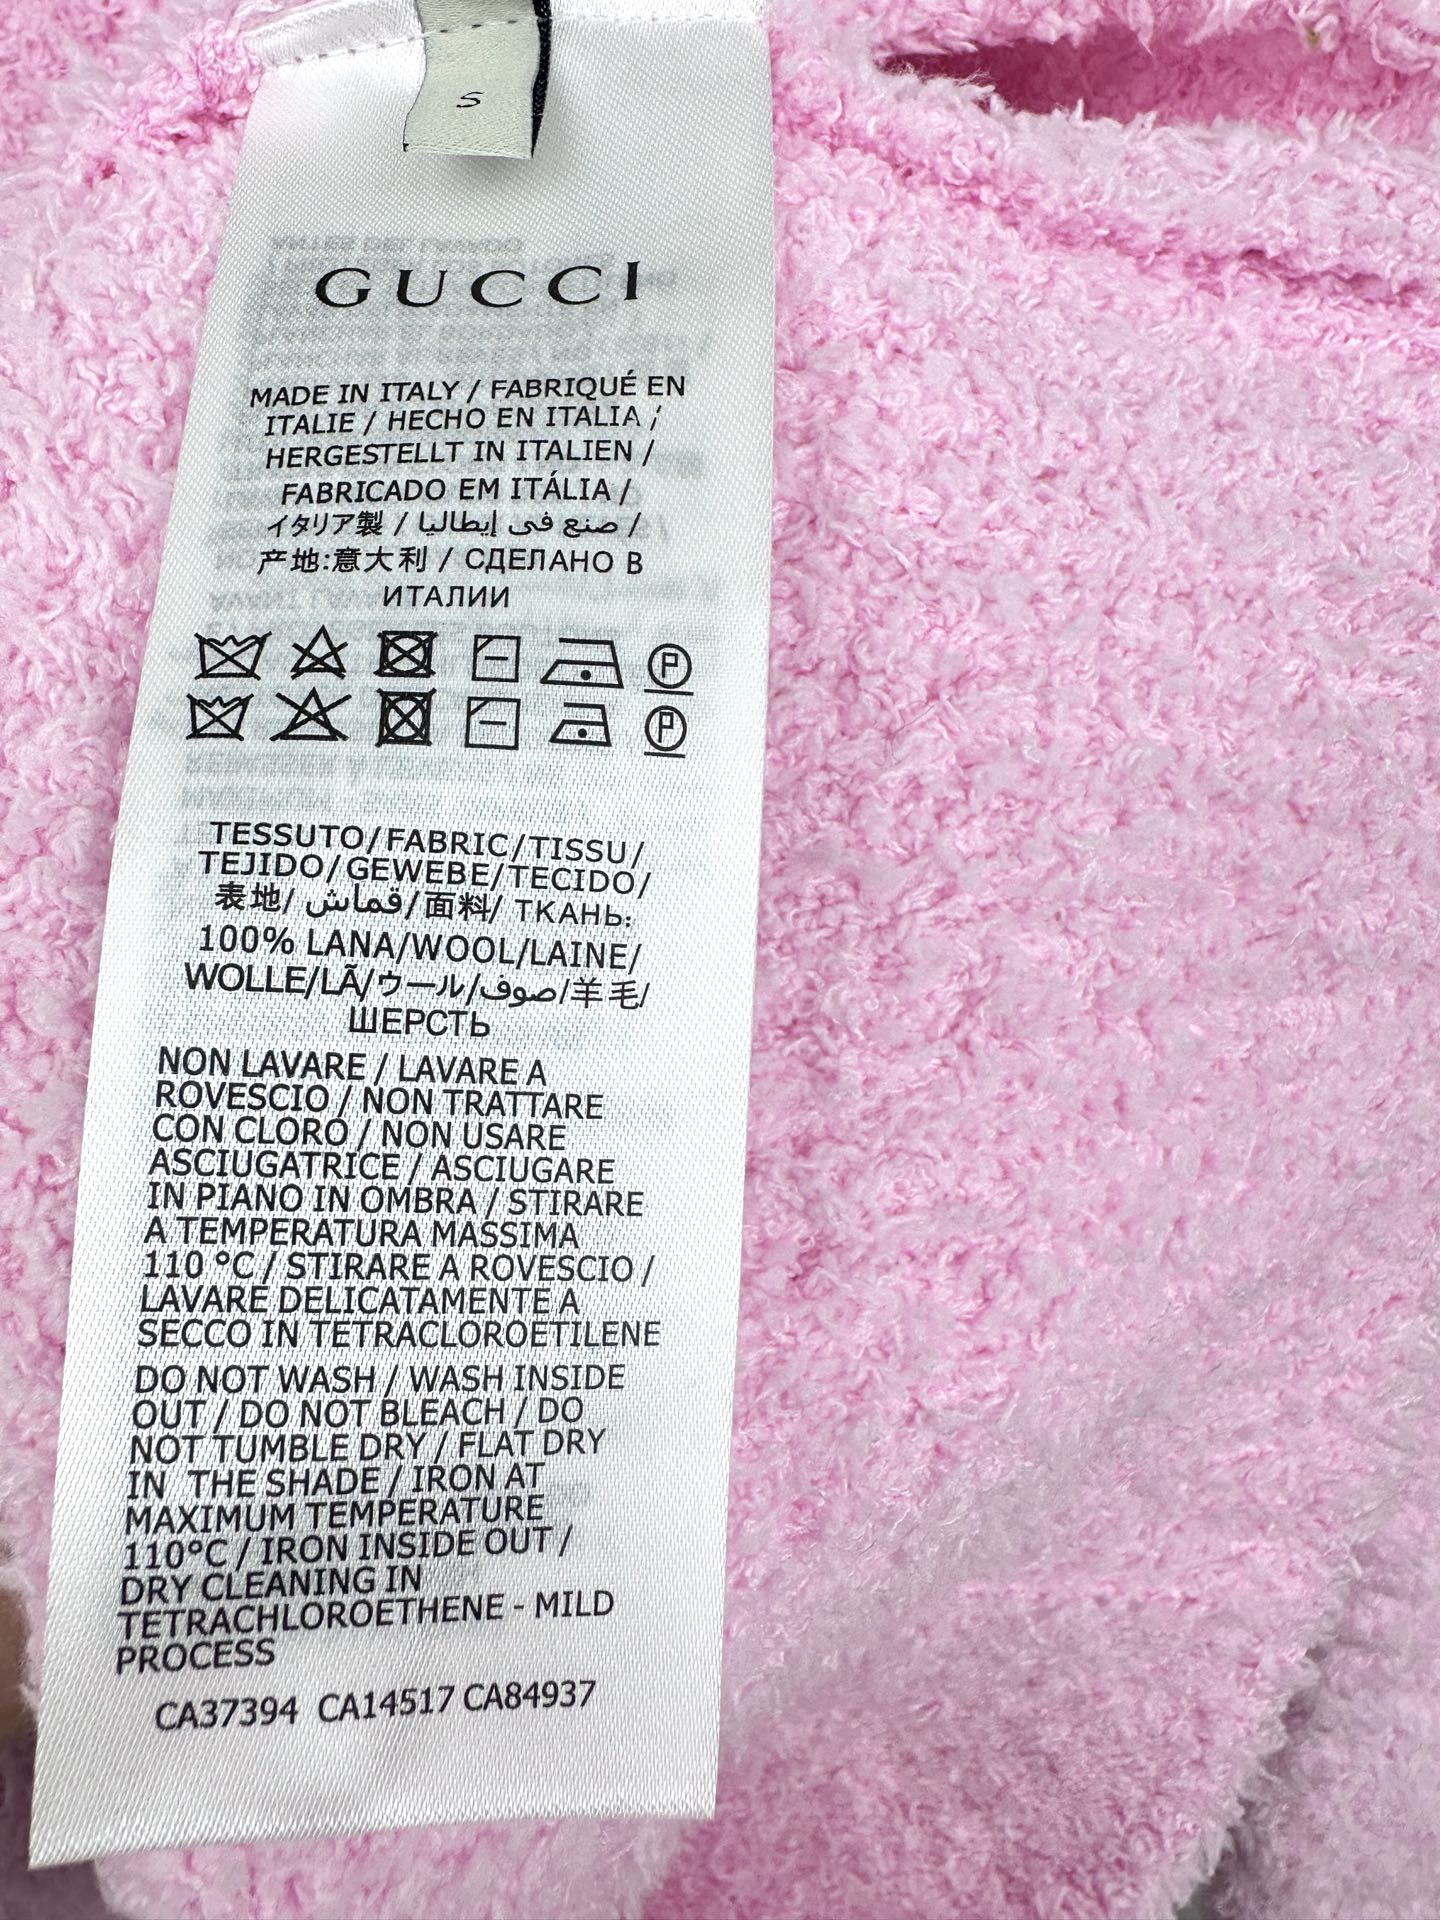 S
GUCCI
MADE IN ITALY / FABRIQUÉ EN
ITALIE / HECHO EN ITALIA /
HERGESTELLT IN ITALIEN /
FABRICADO EM ITÁLIA /
イタリア製 / صنع في إيطاليا /
产地:意大利 / СДЕЛАНО В
ИТАЛИИ
P
P
TESSUTO/FABRIC/TISSU/
TEJIDO/GEWEBE/TECIDO/
表地/ قماش/面料/ ТКАНЬ:
100% LANA/WOOL/LAINE/
WOLLE/LÃ/ウール/صوف/羊毛/
ШЕРСТЬ
NON LAVARE / LAVARE A
ROVESCIO / NON TRATTARE
CON CLORO / NON USARE
ASCIUGATRICE / ASCIUGARE
IN PIANO IN OMBRA / STIRARE
A TEMPERATURA MASSIMA
110 °C / STIRARE A ROVESCIO /
LAVARE DELICATAMENTE A
SECCO IN TETRACLOROETILENE
DO NOT WASH / WASH INSIDE
OUT / DO NOT BLEACH / DO
NOT TUMBLE DRY / FLAT DRY
IN THE SHADE / IRON AT
MAXIMUM TEMPERATURE
110°C / IRON INSIDE OUT /
DRY CLEANING IN
TETRACHLOROETHENE - MILD
PROCESS
CA37394 CA14517 CA84937